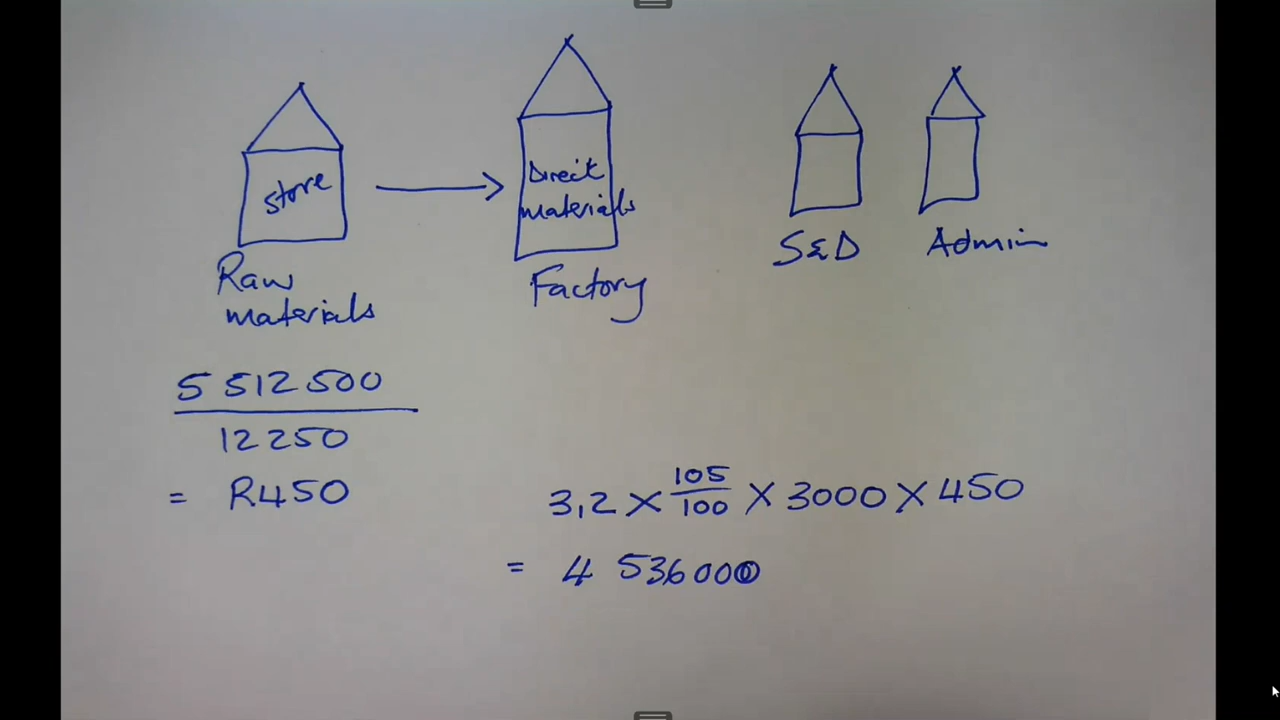 Store
Raw
materials
Direct
materials
Factory
S&D
Admin
5 512 500
12 250
= R450
3,2 × 105/100 × 3000 × 450
= 4 536 000